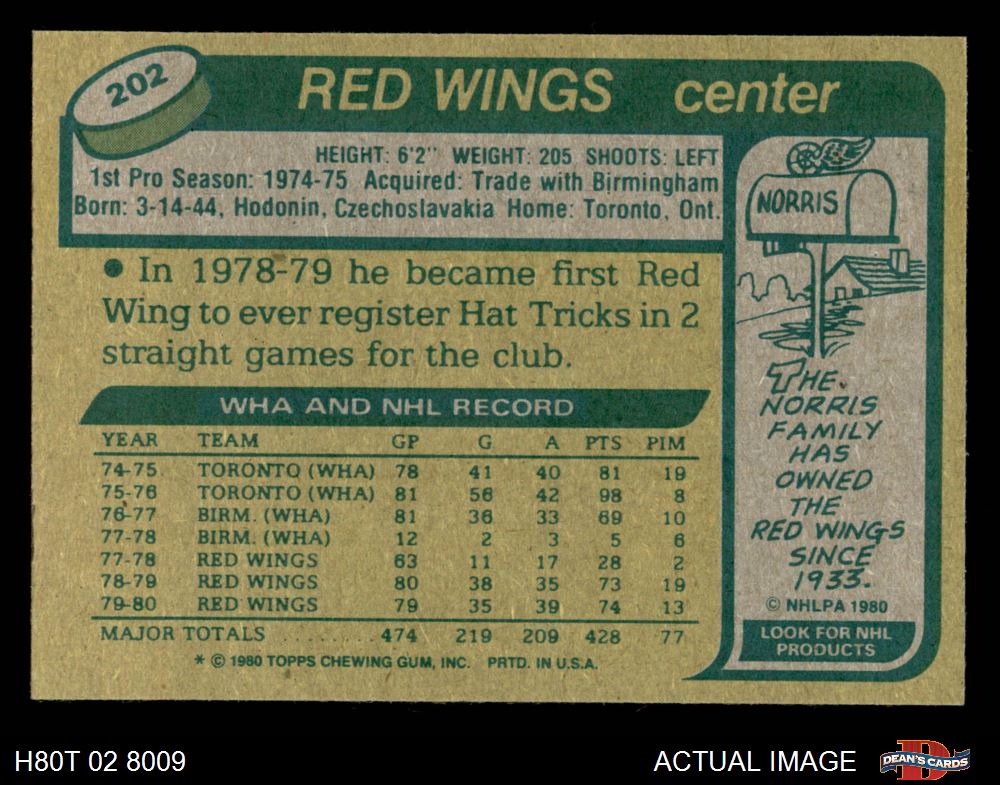 202
RED WINGS center
HEIGHT: 6'2" WEIGHT: 205 SHOOTS: LEFT
1st Pro Season: 1974-75 Acquired: Trade with Birmingham
Born: 3-14-44, Hodonin, Czechoslavakia Home: Toronto, Ont.
• In 1978-79 he became first Red
Wing to ever register Hat Tricks in 2
straight games for the club.
WHA AND NHL RECORD
YEAR TEAM GP G A PTS PIM
74-75 TORONTO (WHA) 78 41 40 81 19
75-76 TORONTO (WHA) 81 56 42 98 8
76-77 BIRM. (WHA) 81 36 33 69 10
77-78 BIRM. (WHA) 12 2 3 5 6
77-78 RED WINGS 63 11 17 28 2
78-79 RED WINGS 80 38 35 73 19
79-80 RED WINGS 79 35 39 74 13
MAJOR TOTALS ........ 474 219 209 428 77
* © 1980 TOPPS CHEWING GUM, INC. PRTD. IN U.S.A.
NORRIS
THE
NORRIS
FAMILY
HAS
OWNED
THE
RED WINGS
SINCE
1933.
© NHLPA 1980
LOOK FOR NHL
PRODUCTS
H80T 02 8009
ACTUAL IMAGE
D
DEAN'S CARDS